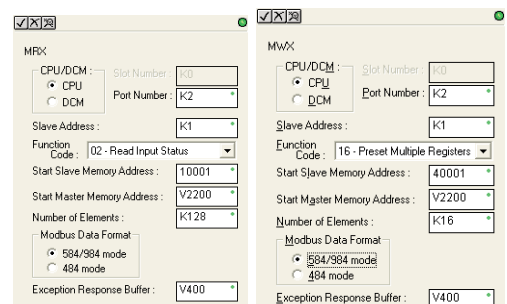 MRX
CPU/DCM :
CPU
DCM
Slot Number : K0
Port Number : K2
Slave Address : K1
Function Code : 02 - Read Input Status
Start Slave Memory Address : 10001
Start Master Memory Address : V2200
Number of Elements : K128
Modbus Data Format
584/984 mode
484 mode
Exception Response Buffer : V400
MWX
CPU/DCM :
CPU
DCM
Slot Number : K0
Port Number : K2
Slave Address : K1
Function Code : 16 - Preset Multiple Registers
Start Slave Memory Address : 40001
Start Master Memory Address : V2200
Number of Elements : K16
Modbus Data Format
584/984 mode
484 mode
Exception Response Buffer : V400